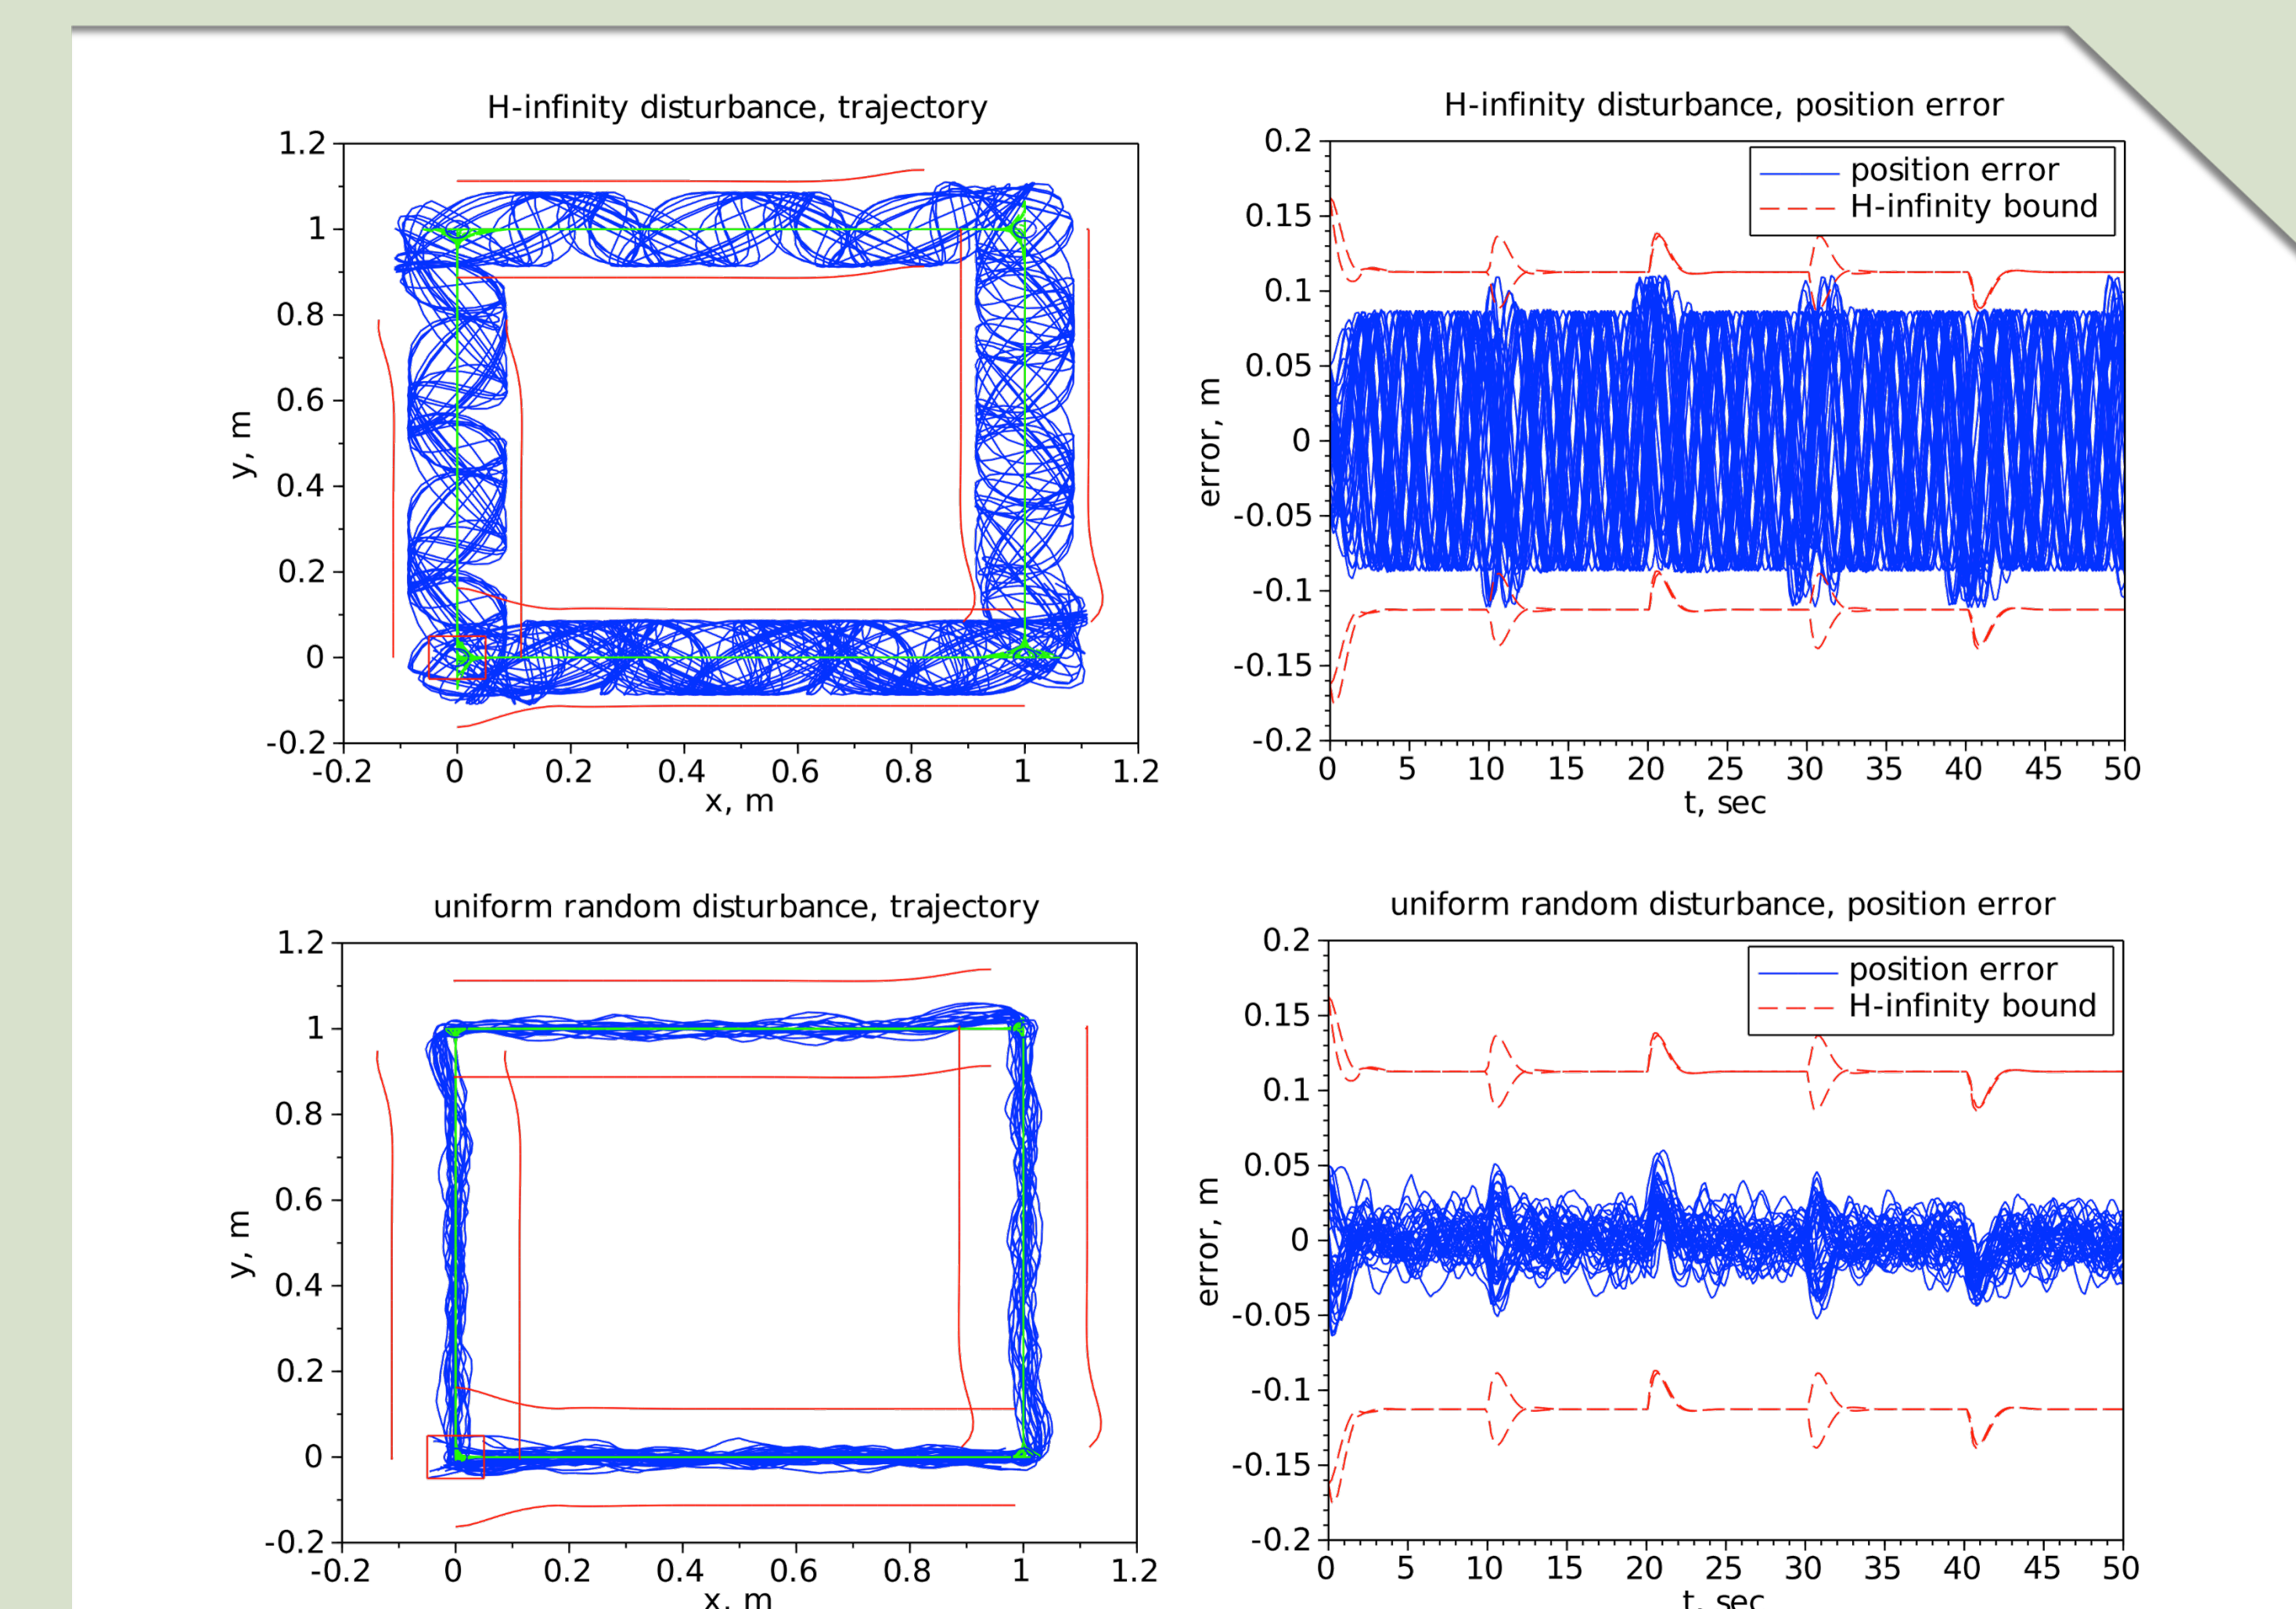 H-infinity disturbance, trajectory
1.2
1
0.8
0.6
0.4
0.2
0
-0.2
y, m
-0.2 0 0.2 0.4 0.6 0.8 1 1.2
x, m
H-infinity disturbance, position error
position error
H-infinity bound
0.2
0.15
0.1
0.05
0
-0.05
-0.1
-0.15
-0.2
error, m
0 5 10 15 20 25 30 35 40 45 50
t, sec
uniform random disturbance, trajectory
1.2
1
0.8
0.6
0.4
0.2
0
-0.2
y, m
-0.2 0 0.2 0.4 0.6 0.8 1 1.2
x, m
uniform random disturbance, position error
position error
H-infinity bound
0.2
0.15
0.1
0.05
0
-0.05
-0.1
-0.15
-0.2
error, m
0 5 10 15 20 25 30 35 40 45 50
t, sec